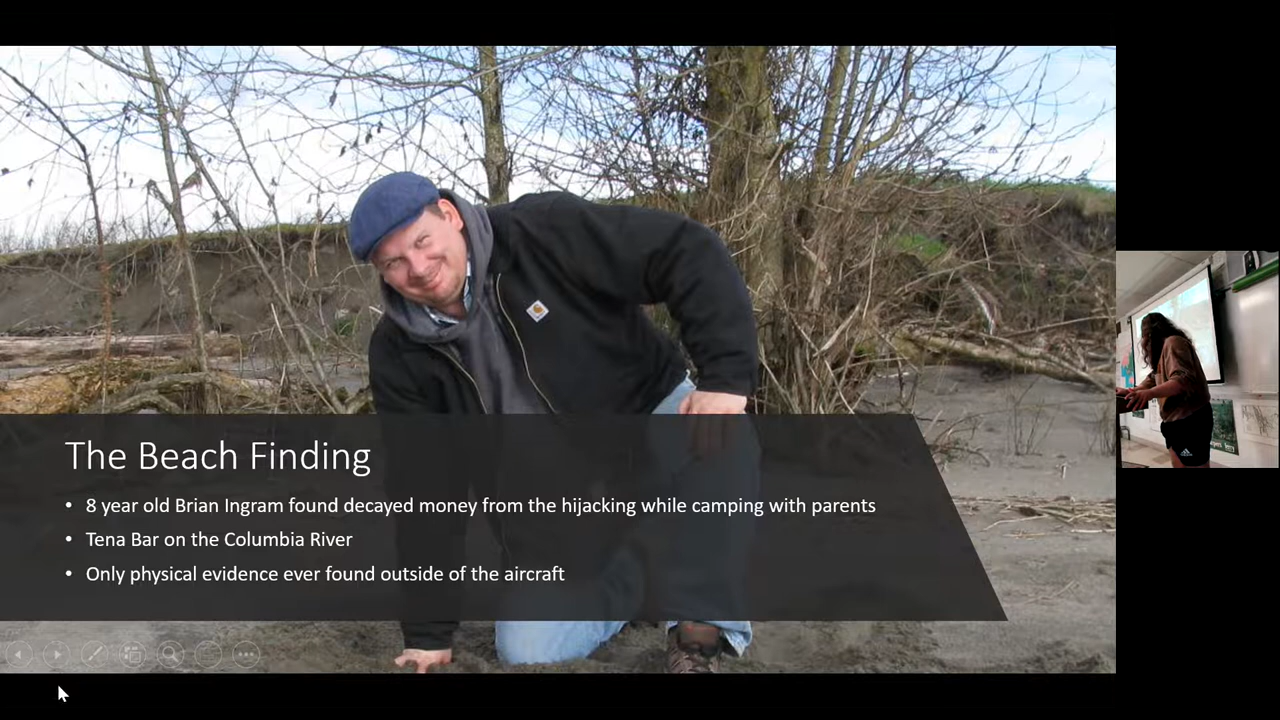 The Beach Finding
• 8 year old Brian Ingram found decayed money from the hijacking while camping with parents
• Tena Bar on the Columbia River
• Only physical evidence ever found outside of the aircraft